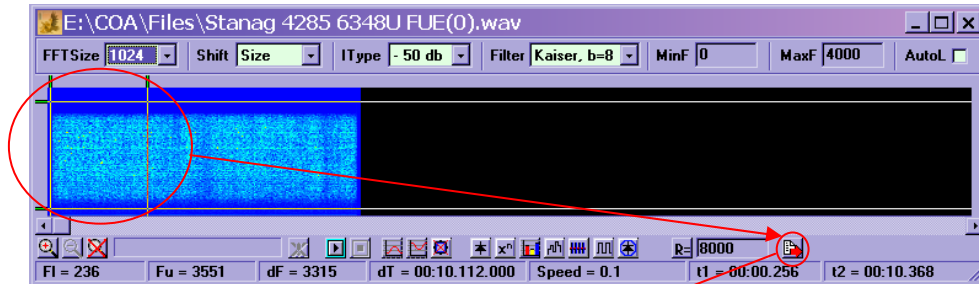 E:\COA\Files\Stanag 4285 6348U FUE(0).wav
FFTSize 1024 Shift Size IType - 50 db Filter Kaiser, b=8 MinF 0 MaxF 4000 AutoL
xⁿ R= 8000
Fl = 236 Fu = 3551 dF = 3315 dT = 00:10.112.000 Speed = 0.1 t1 = 00:00.256 t2 = 00:10.368